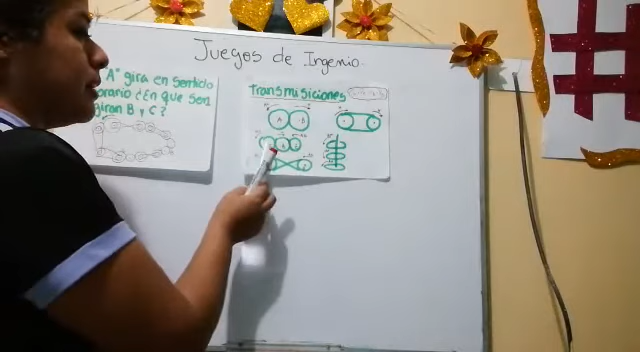 Juegos de Ingenio
"A" gira en sentido
orario ¿En que sen
giran B y C?
Transmisiciones